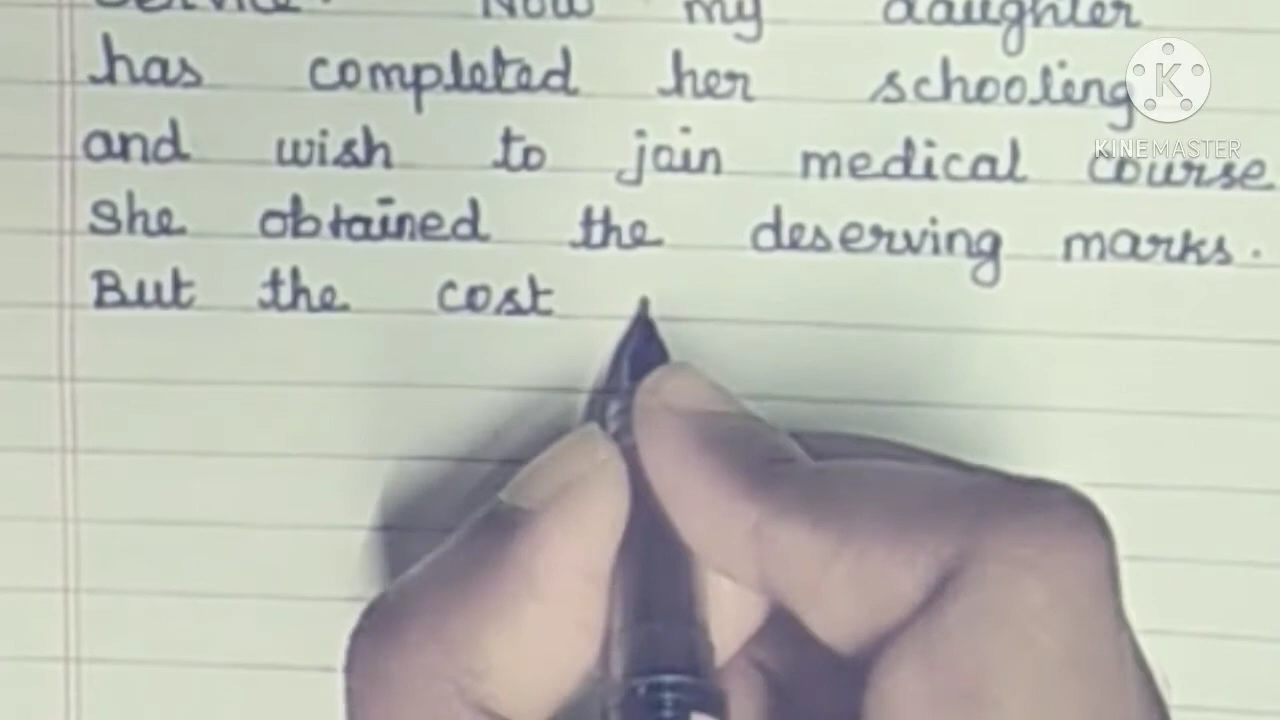 service. Now my daughter
has completed her schooling
and wish to join medical course
She obtained the deserving marks.
But the cost
K
KINEMASTER